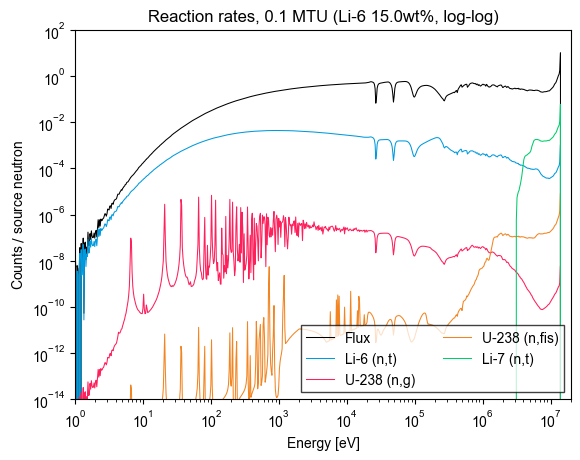 Reaction rates, 0.1 MTU (Li-6 15.0wt%, log-log)
Counts / source neutron
10^2
10^0
10^-2
10^-4
10^-6
10^-8
10^-10
10^-12
10^-14
Flux
Li-6 (n,t)
U-238 (n,g)
U-238 (n,fis)
Li-7 (n,t)
10^0 10^1 10^2 10^3 10^4 10^5 10^6 10^7
Energy [eV]